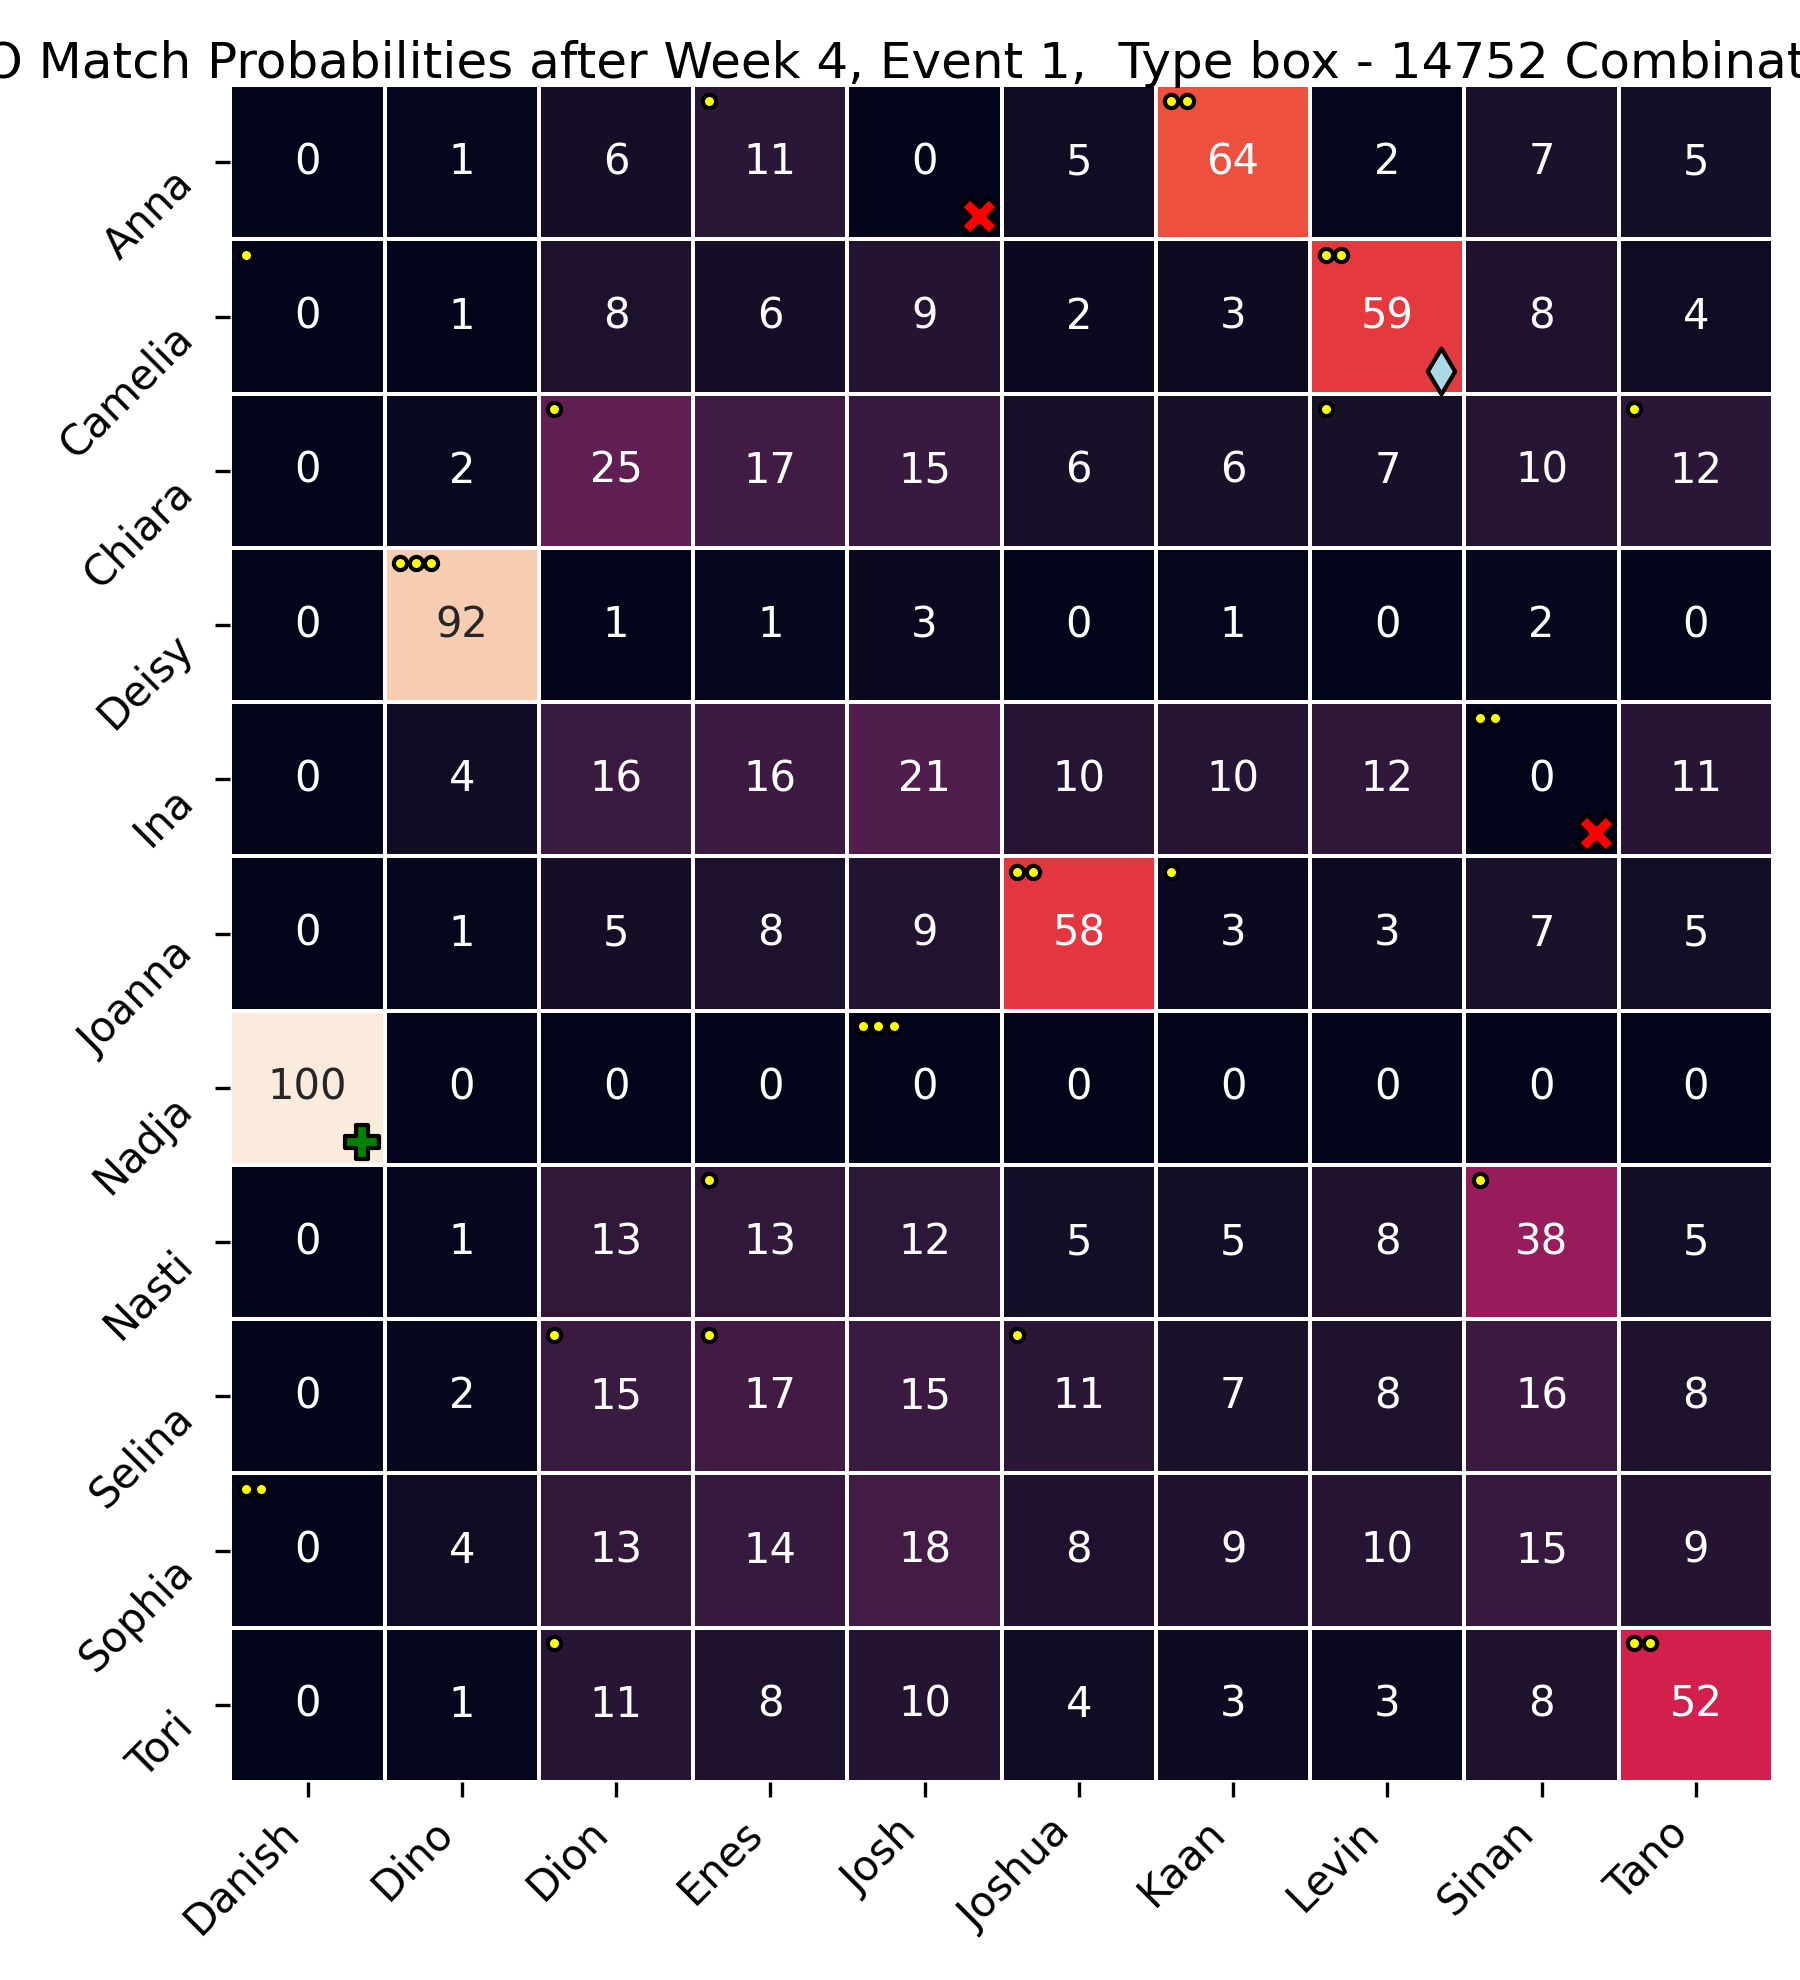 O Match Probabilities after Week 4, Event 1, Type box - 14752 Combinat
Anna 0 1 6 11 0 5 64 2 7 5
Camelia 0 1 8 6 9 2 3 59 8 4
Chiara 0 2 25 17 15 6 6 7 10 12
Deisy 0 92 1 1 3 0 1 0 2 0
Ina 0 4 16 16 21 10 10 12 0 11
Joanna 0 1 5 8 9 58 3 3 7 5
Nadja 100 0 0 0 0 0 0 0 0 0
Nasti 0 1 13 13 12 5 5 8 38 5
Selina 0 2 15 17 15 11 7 8 16 8
Sophia 0 4 13 14 18 8 9 10 15 9
Tori 0 1 11 8 10 4 3 3 8 52
Danish Dino Dion Enes Josh Joshua Kaan Levin Sinan Tano